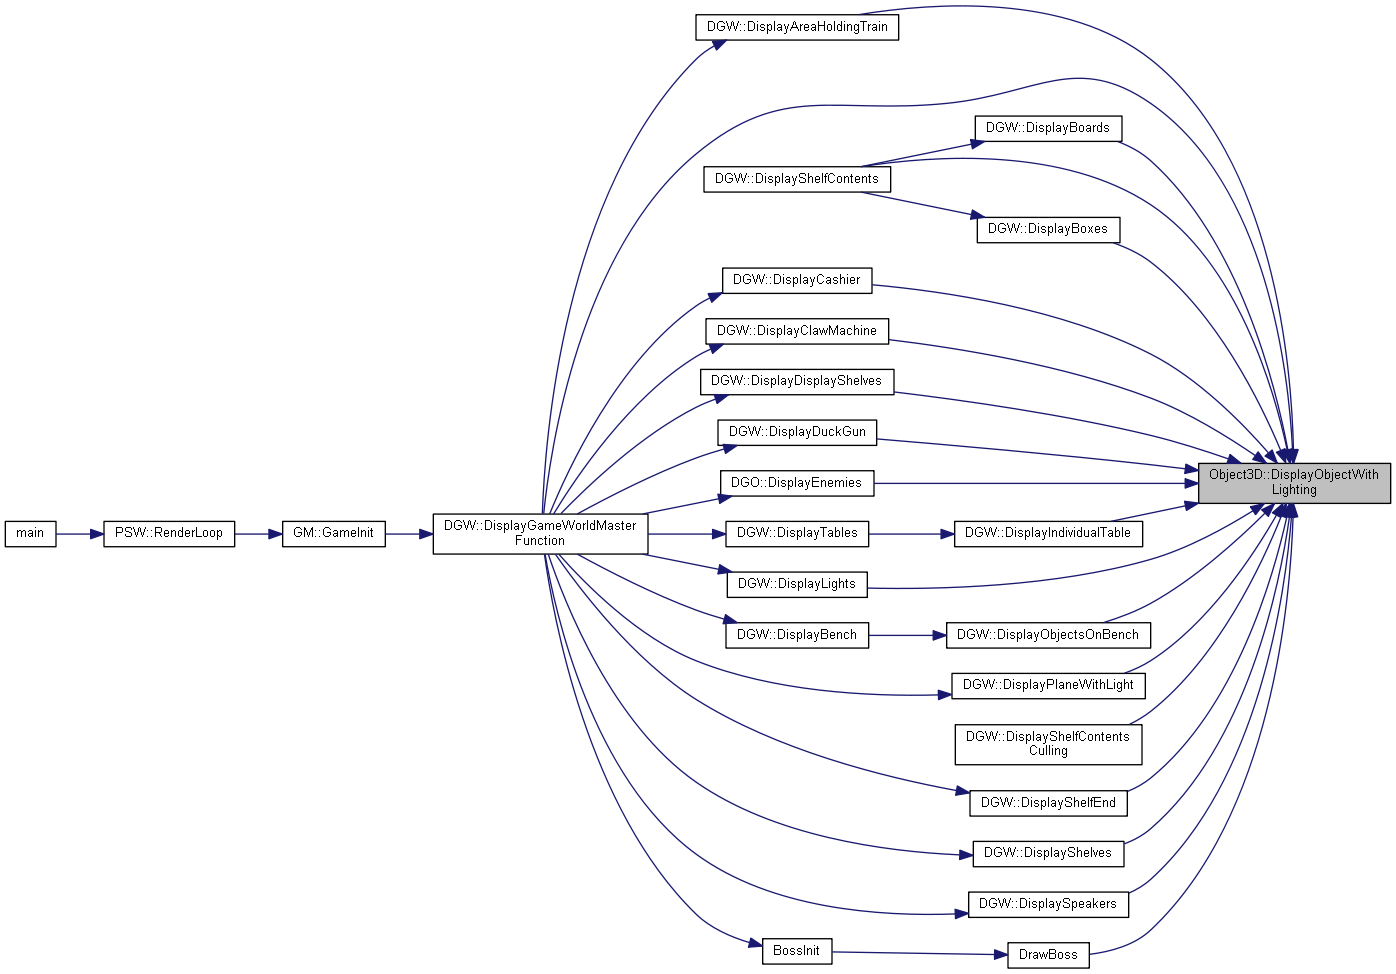 DGW::DisplayAreaHoldingTrain
DGW::DisplayBoards
DGW::DisplayShelfContents
DGW::DisplayBoxes
DGW::DisplayCashier
DGW::DisplayClawMachine
DGW::DisplayDisplayShelves
DGW::DisplayDuckGun
Object3D::DisplayObjectWith
Lighting
DGO::DisplayEnemies
main
PSW::RenderLoop
GM::GameInit
DGW::DisplayGameWorldMaster
Function
DGW::DisplayTables
DGW::DisplayIndividualTable
DGW::DisplayLights
DGW::DisplayBench
DGW::DisplayObjectsOnBench
DGW::DisplayPlaneWithLight
DGW::DisplayShelfContents
Culling
DGW::DisplayShelfEnd
DGW::DisplayShelves
DGW::DisplaySpeakers
BossInit
DrawBoss